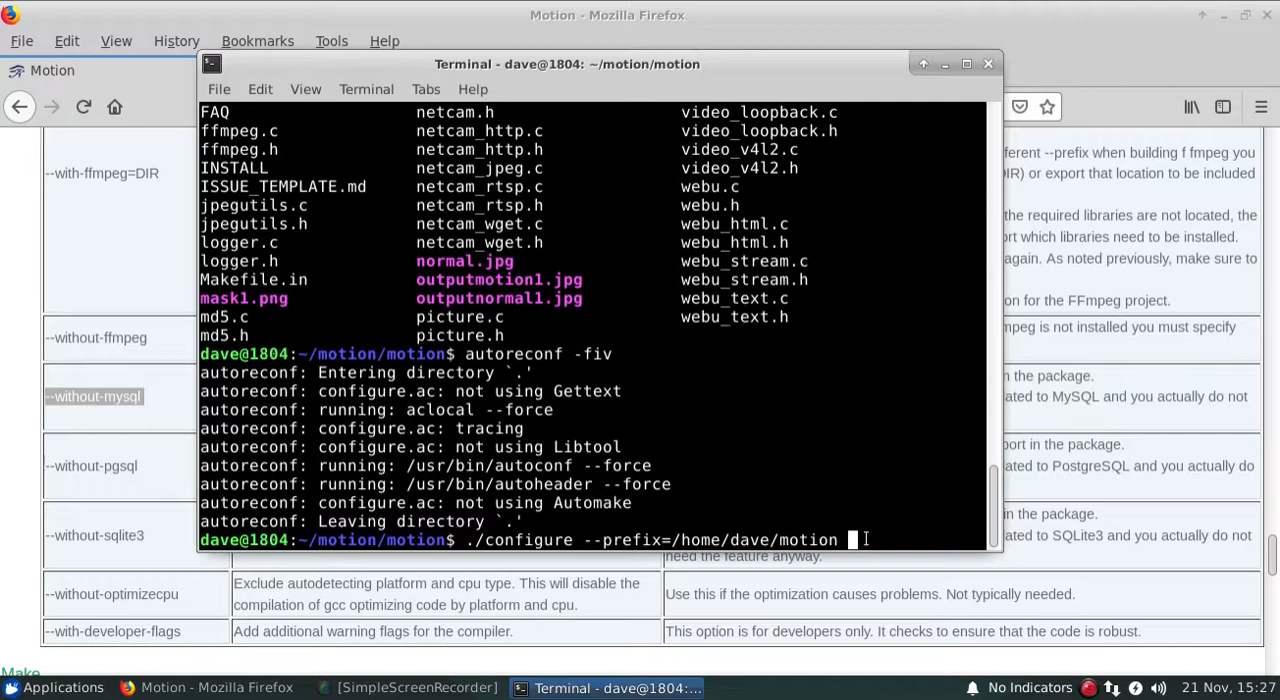 Motion - Mozilla Firefox
File Edit View History Bookmarks Tools Help
Motion
Terminal - dave@1804: ~/motion/motion
File Edit View Terminal Tabs Help
FAQ netcam.h video_loopback.c
ffmpeg.c netcam_http.c video_loopback.h
ffmpeg.h netcam_http.h video_v4l2.c
INSTALL netcam_jpeg.c video_v4l2.h
ISSUE_TEMPLATE.md netcam_rtsp.c webu.c
jpegutils.c netcam_rtsp.h webu.h
jpegutils.h netcam_wget.c webu_html.c
logger.c netcam_wget.h webu_html.h
logger.h normal.jpg webu_stream.c
Makefile.in outputmotion1.jpg webu_stream.h
mask1.png outputnormal1.jpg webu_text.c
md5.c picture.c webu_text.h
md5.h picture.h
dave@1804:~/motion/motion$ autoreconf -fiv
autoreconf: Entering directory `.'
autoreconf: configure.ac: not using Gettext
autoreconf: running: aclocal --force
autoreconf: configure.ac: tracing
autoreconf: configure.ac: not using Libtool
autoreconf: running: /usr/bin/autoconf --force
autoreconf: running: /usr/bin/autoheader --force
autoreconf: configure.ac: not using Automake
autoreconf: Leaving directory `.'
dave@1804:~/motion/motion$ ./configure --prefix=/home/dave/motion
--with-ffmpeg=DIR
ferent --prefix when building f fmpeg you
DIR) or export that location to be included
the required libraries are not located, the
rt which libraries need to be installed.
again. As noted previously, make sure to
on for the FFmpeg project.
--without-ffmpeg
mpeg is not installed you must specify
--without-mysql
n the package.
ated to MySQL and you actually do not
--without-pgsql
ort in the package.
ated to PostgreSQL and you actually do
--without-sqlite3
in the package.
ated to SQLite3 and you actually do not
need the feature anyway.
--without-optimizecpu
Exclude autodetecting platform and cpu type. This will disable the
compilation of gcc optimizing code by platform and cpu.
Use this if the optimization causes problems. Not typically needed.
--with-developer-flags
Add additional warning flags for the compiler.
This option is for developers only. It checks to ensure that the code is robust.
Make
Applications Motion - Mozilla Firefox [SimpleScreenRecorder] Terminal - dave@1804:... No Indicators 21 Nov, 15:27